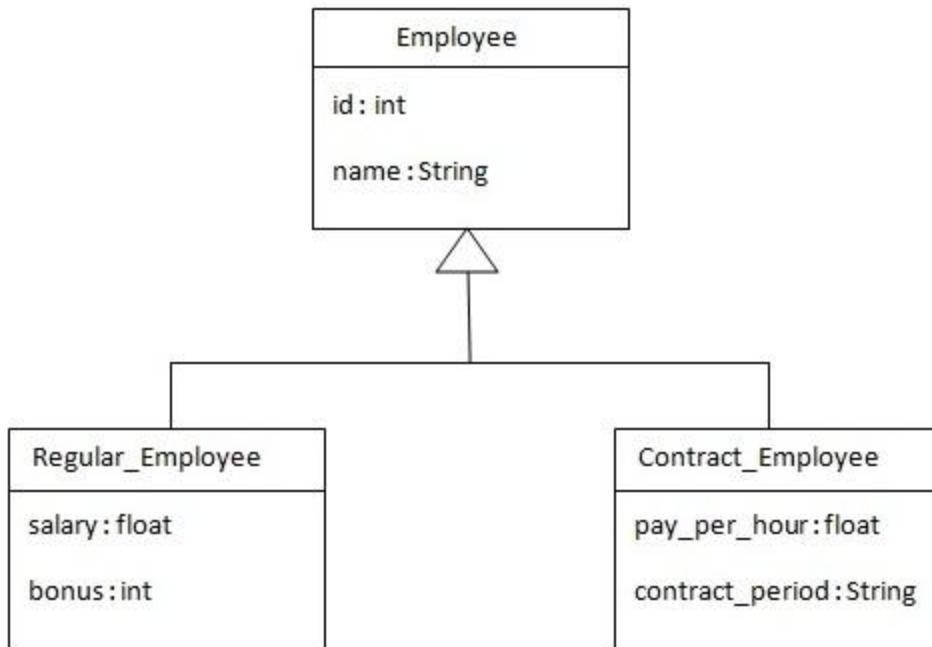 Employee
id: int
name:String
Regular_Employee
salary:float
bonus:int
Contract_Employee
pay_per_hour:float
contract_period:String